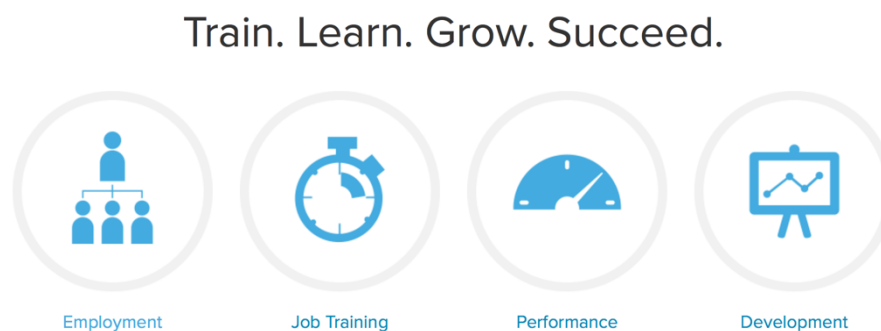 Train. Learn. Grow. Succeed.
Employment
Job Training
Performance
Development